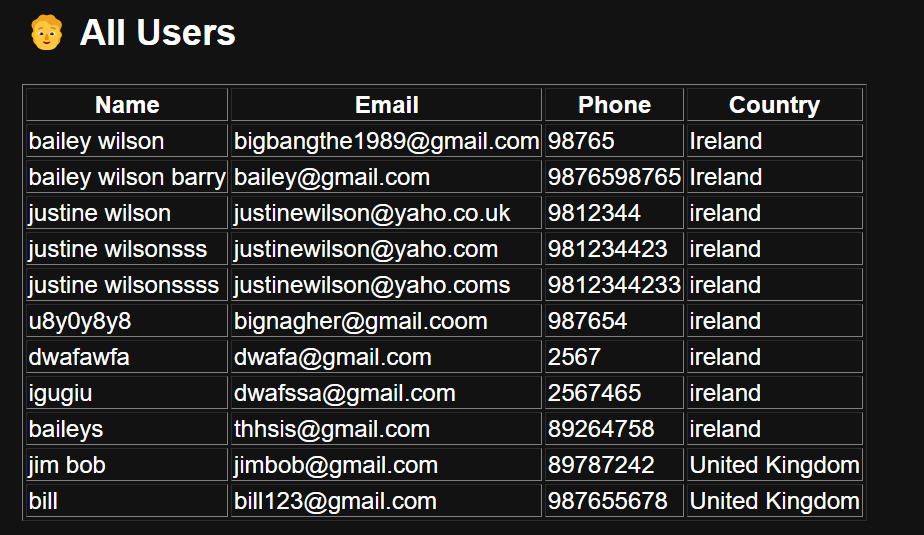 All Users
Name Email Phone Country
bailey wilson bigbangthe1989@gmail.com 98765 Ireland
bailey wilson barry bailey@gmail.com 9876598765 Ireland
justine wilson justinewilson@yaho.co.uk 9812344 ireland
justine wilsonsss justinewilson@yaho.com 981234423 ireland
justine wilsonssss justinewilson@yaho.coms 9812344233 ireland
u8y0y8y8 bignagher@gmail.coom 987654 ireland
dwafawfa dwafa@gmail.com 2567 ireland
igugiu dwafssa@gmail.com 2567465 ireland
baileys thhsis@gmail.com 89264758 ireland
jim bob jimbob@gmail.com 89787242 United Kingdom
bill bill123@gmail.com 987655678 United Kingdom